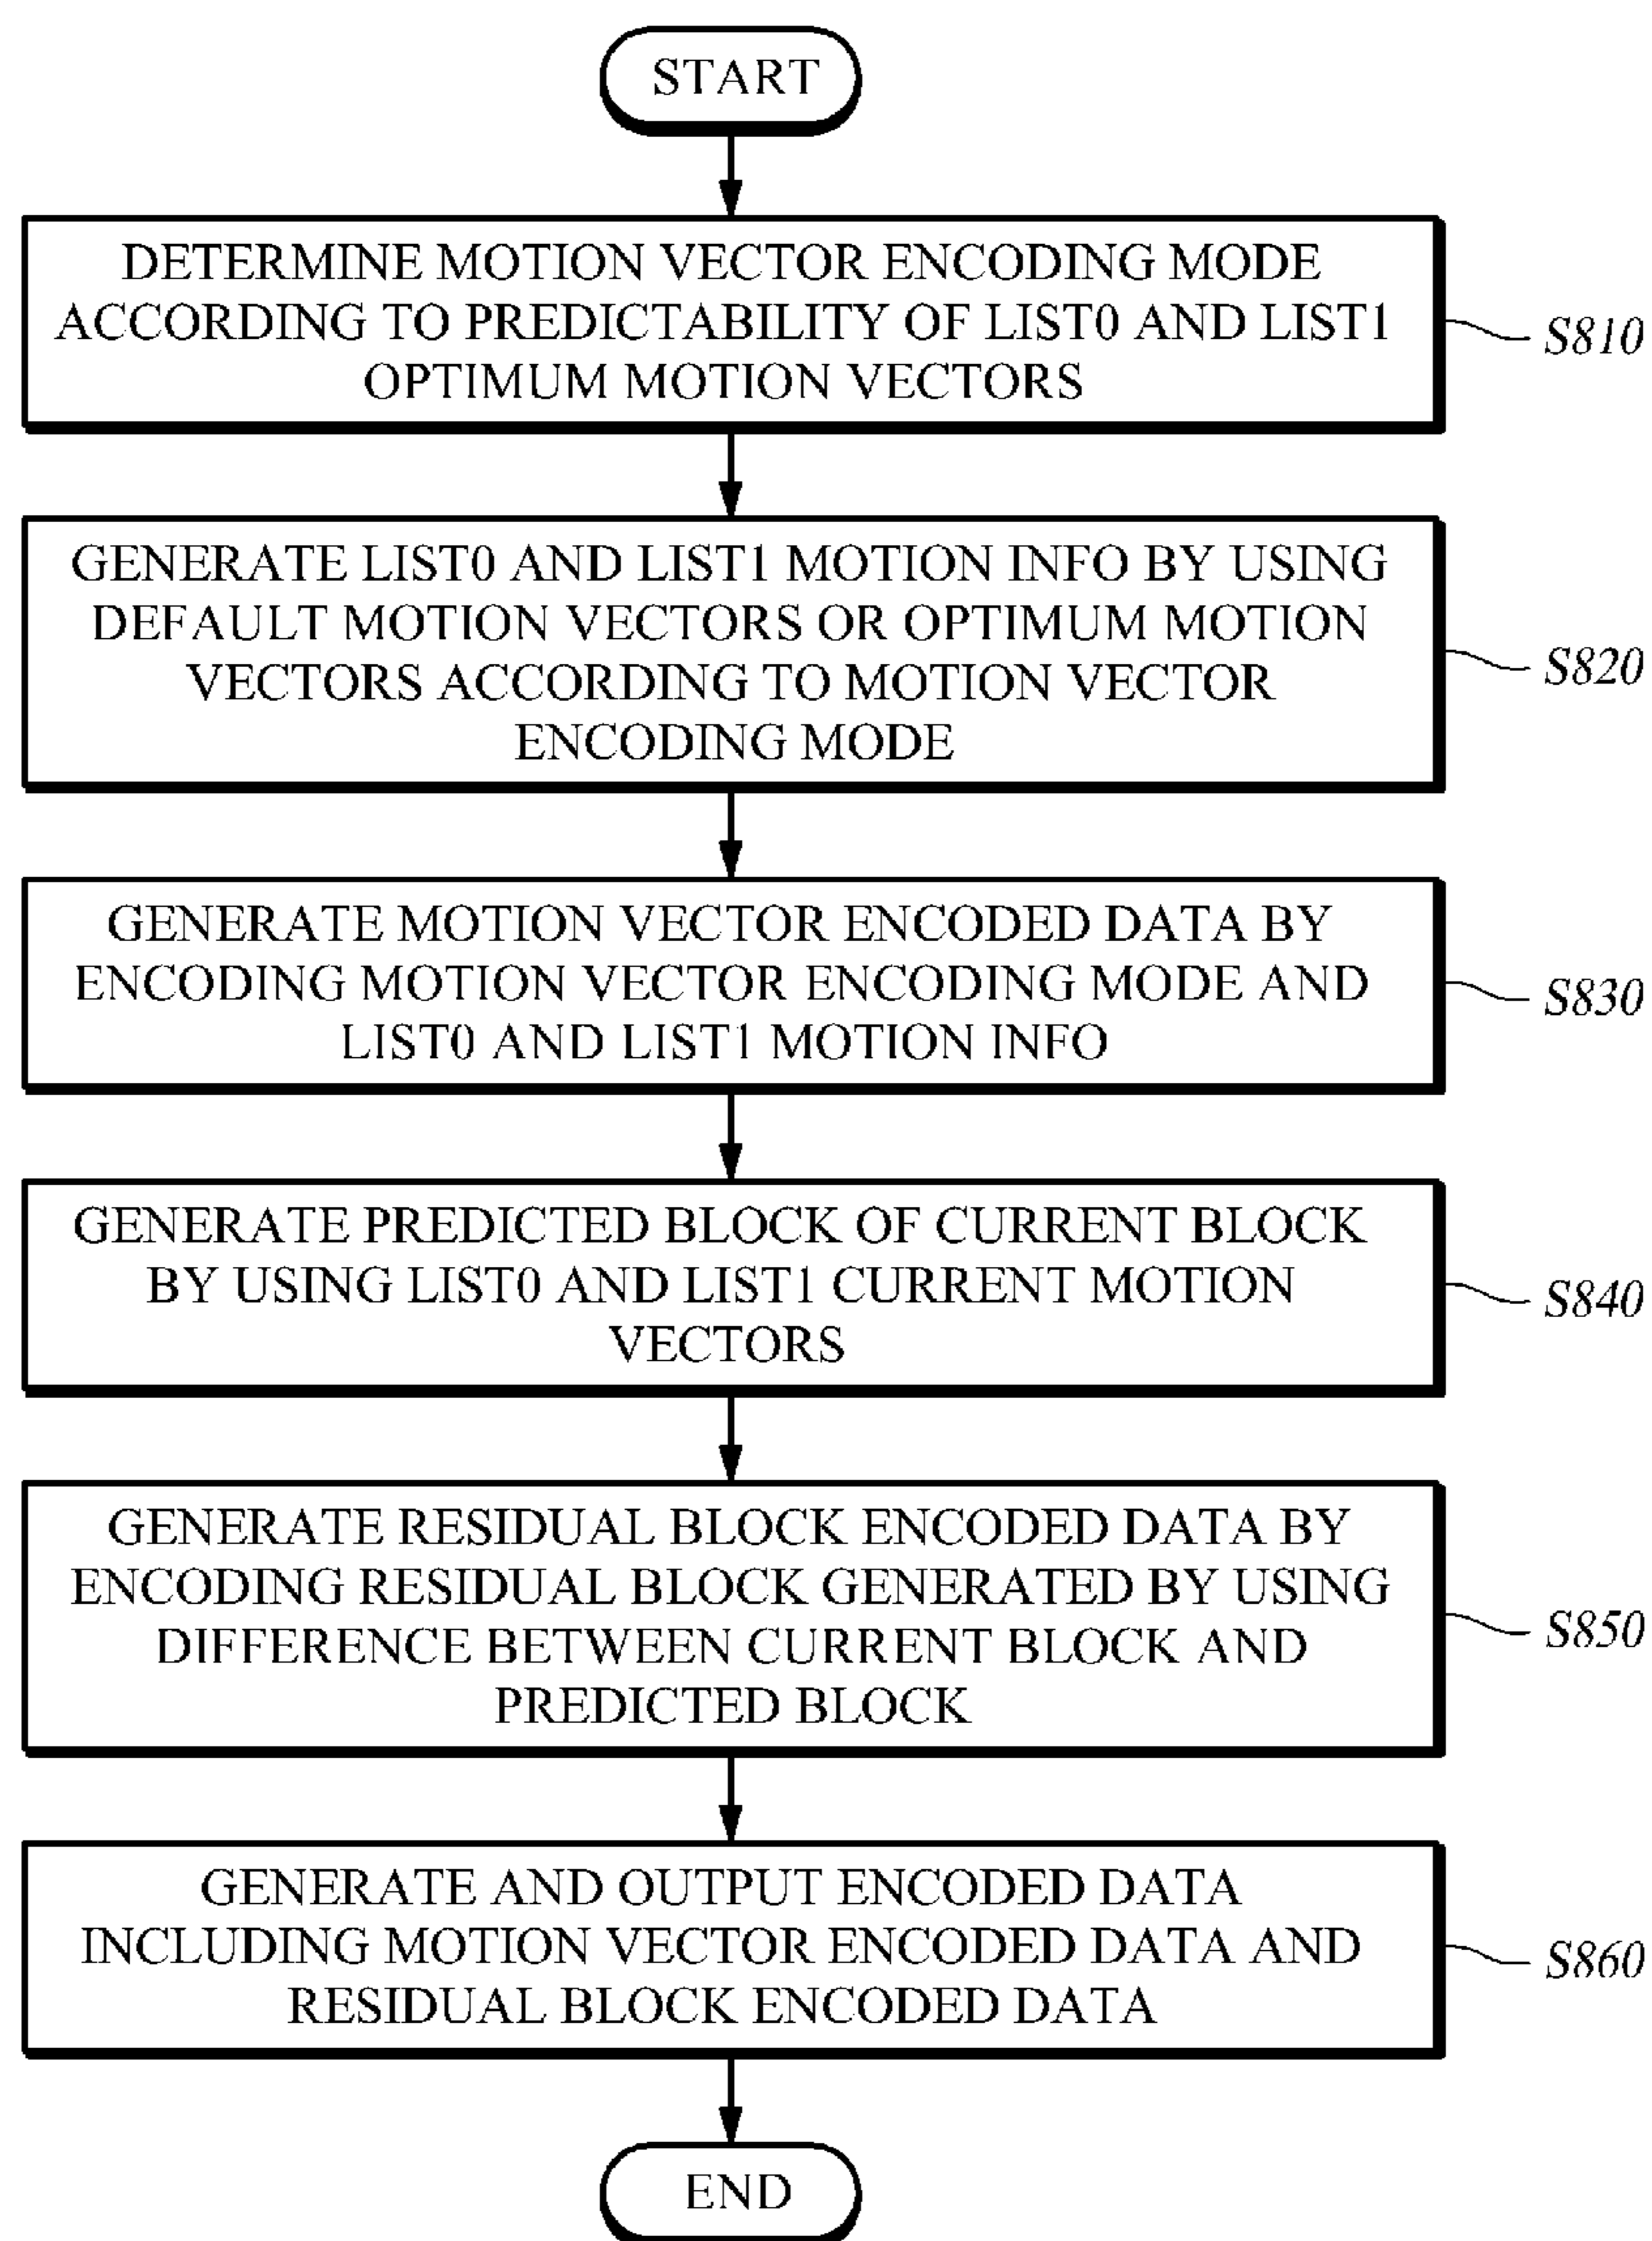 START
DETERMINE MOTION VECTOR ENCODING MODE
ACCORDING TO PREDICTABILITY OF LIST0 AND LIST1
OPTIMUM MOTION VECTORS
S810
GENERATE LIST0 AND LIST1 MOTION INFO BY USING
DEFAULT MOTION VECTORS OR OPTIMUM MOTION
VECTORS ACCORDING TO MOTION VECTOR
ENCODING MODE
S820
GENERATE MOTION VECTOR ENCODED DATA BY
ENCODING MOTION VECTOR ENCODING MODE AND
LIST0 AND LIST1 MOTION INFO
S830
GENERATE PREDICTED BLOCK OF CURRENT BLOCK
BY USING LIST0 AND LIST1 CURRENT MOTION
VECTORS
S840
GENERATE RESIDUAL BLOCK ENCODED DATA BY
ENCODING RESIDUAL BLOCK GENERATED BY USING
DIFFERENCE BETWEEN CURRENT BLOCK AND
PREDICTED BLOCK
S850
GENERATE AND OUTPUT ENCODED DATA
INCLUDING MOTION VECTOR ENCODED DATA AND
RESIDUAL BLOCK ENCODED DATA
S860
END